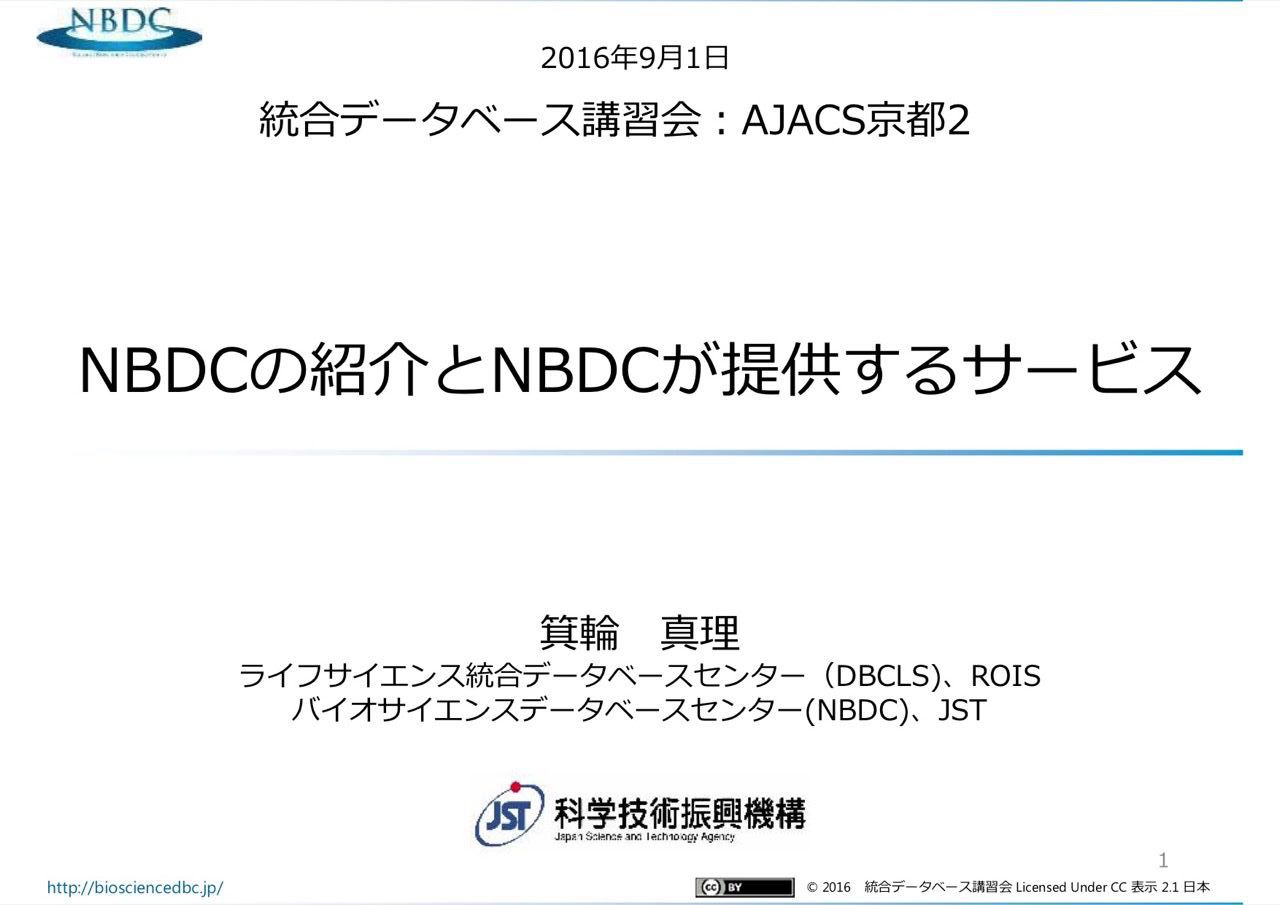 NBDC
2016年9月1日
統合データベース講習会：AJACS京都2
NBDCの紹介とNBDCが提供するサービス
箕輪　真理
ライフサイエンス統合データベースセンター（DBCLS)、ROIS
バイオサイエンスデータベースセンター(NBDC)、JST
JST 科学技術振興機構
Japan Science and Technology Agency
1
http://biosciencedbc.jp/
cc BY
© 2016　統合データベース講習会 Licensed Under CC 表示 2.1 日本